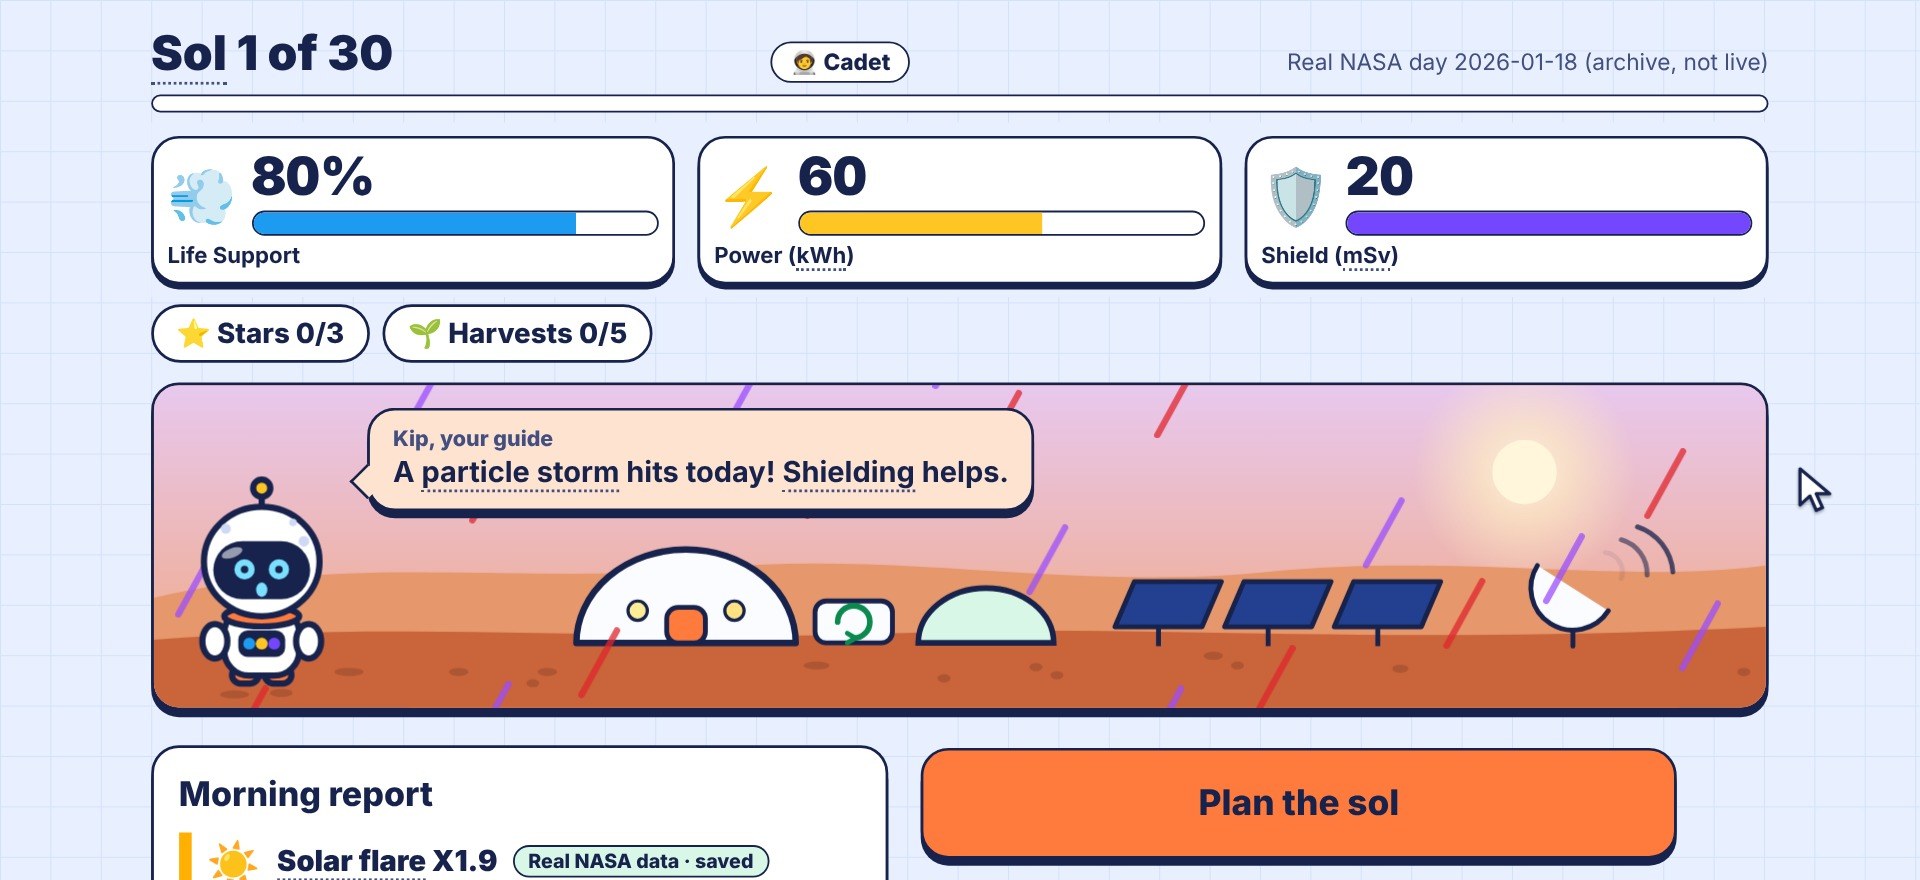 Sol 1 of 30
Cadet
Real NASA day 2026-01-18 (archive, not live)
80%
Life Support
60
Power (kWh)
20
Shield (mSv)
Stars 0/3
Harvests 0/5
Kip, your guide
A particle storm hits today! Shielding helps.
Morning report
Solar flare X1.9
Real NASA data · saved
Plan the sol